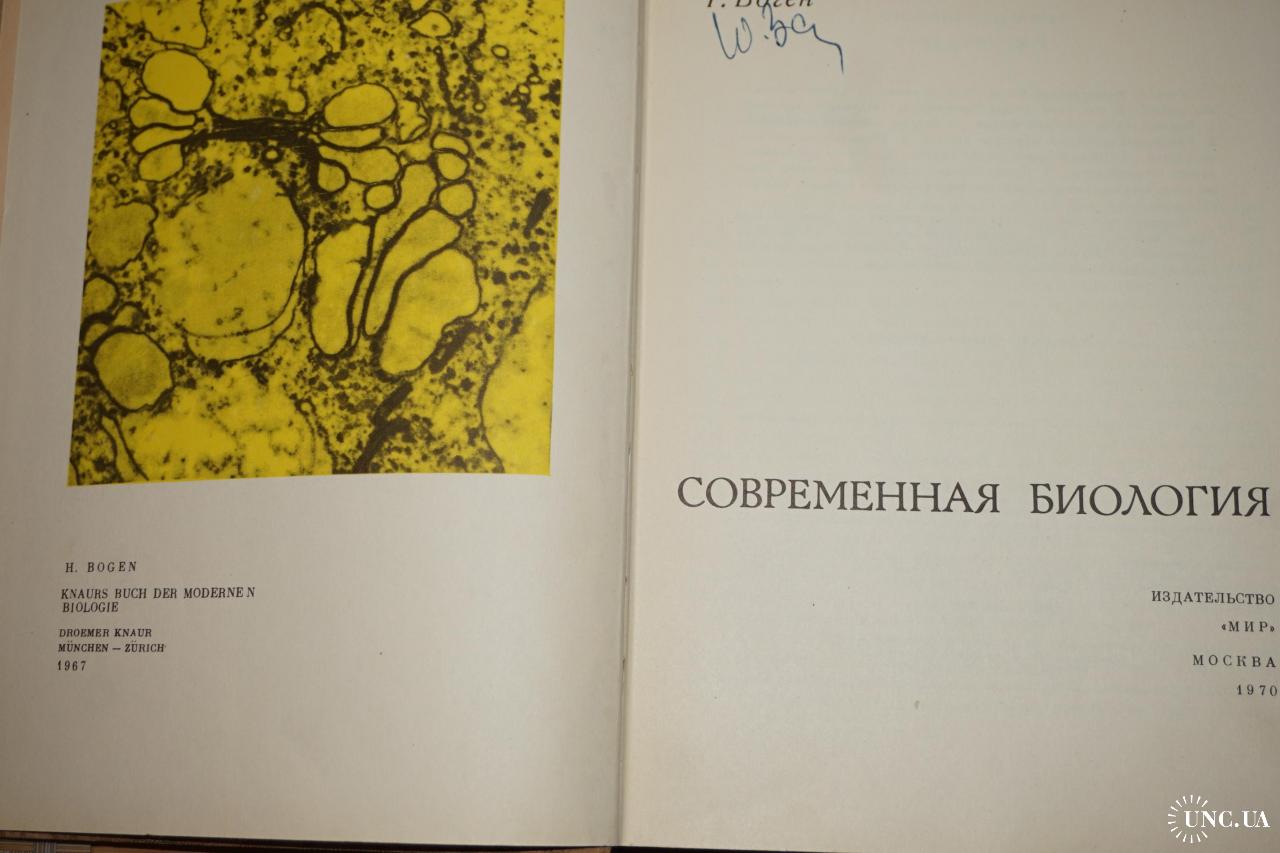 H. BOGEN
KNAURS BUCH DER MODERNEN
BIOLOGIE
DROEMER KNAUR
MÜNCHEN — ZÜRICH
1967
Г. Боген
СОВРЕМЕННАЯ БИОЛОГИЯ
ИЗДАТЕЛЬСТВО
«МИР»
МОСКВА
1970
UNC.UA